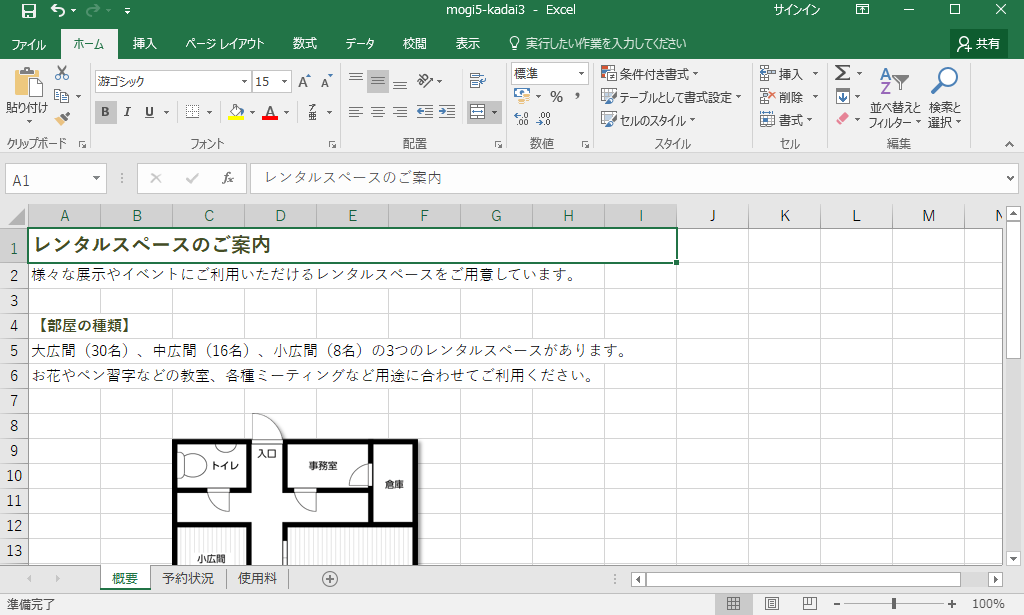 mogi5-kadai3 - Excel
サインイン
ファイル ホーム 挿入 ページ レイアウト 数式 データ 校閲 表示 実行したい作業を入力してください 共有
貼り付け
游ゴシック 15 A A
B I U A
標準
% ,
条件付き書式
テーブルとして書式設定
セルのスタイル
挿入
削除
書式
Σ
並べ替えと
フィルター
検索と
選択
クリップボード フォント 配置 数値 スタイル セル 編集
A1 fx レンタルスペースのご案内
A B C D E F G H I J K L M N
1 レンタルスペースのご案内
2 様々な展示やイベントにご利用いただけるレンタルスペースをご用意しています。
3
4 【部屋の種類】
5 大広間（30名）、中広間（16名）、小広間（8名）の3つのレンタルスペースがあります。
6 お花やペン習字などの教室、各種ミーティングなど用途に合わせてご利用ください。
7
8
9 入口
トイレ 事務室
10 倉庫
11
12
13 小広間
概要 予約状況 使用料
準備完了 100%